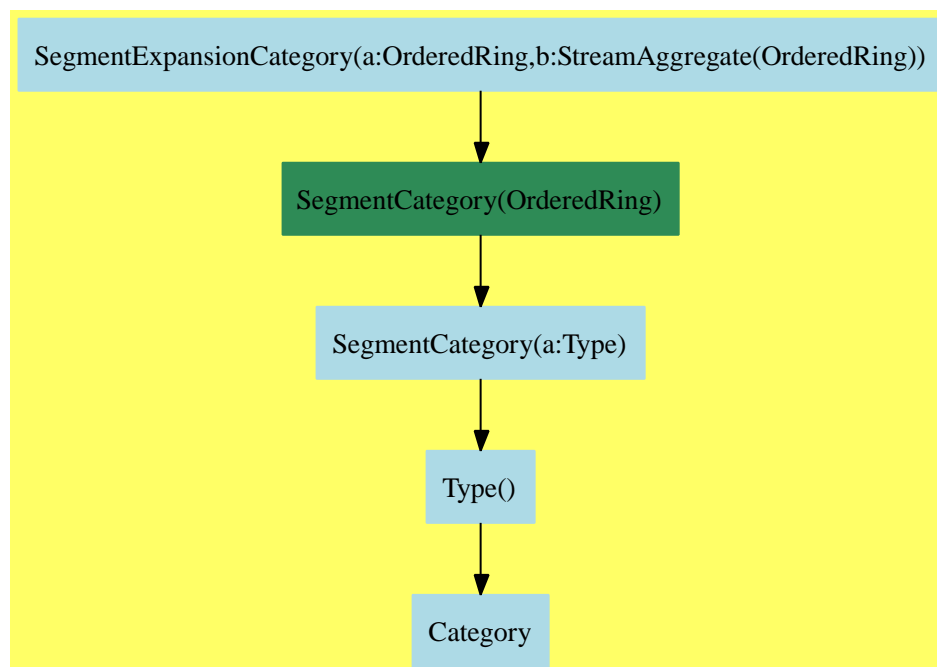 SegmentExpansionCategory(a:OrderedRing,b:StreamAggregate(OrderedRing))
SegmentCategory(OrderedRing)
SegmentCategory(a:Type)
Type()
Category